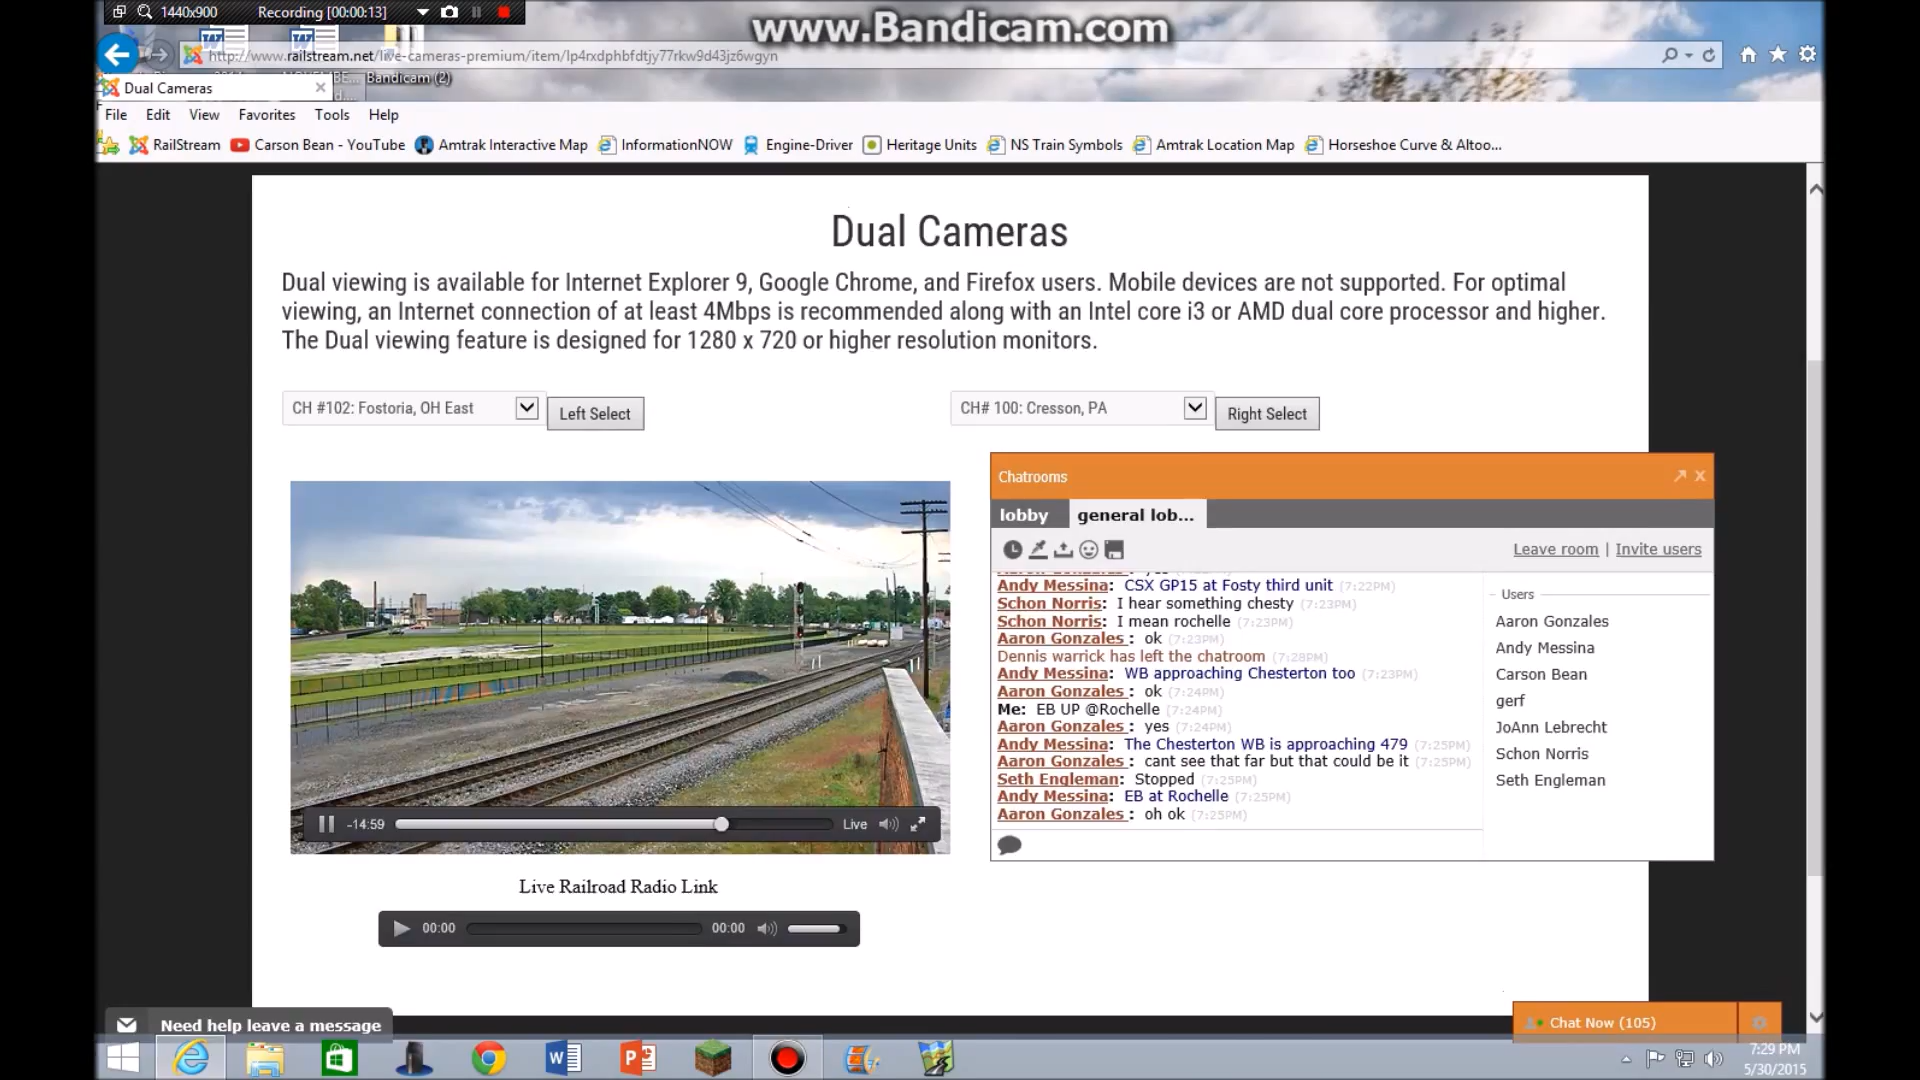 1440x900
Recording [00:00:13]
www.Bandicam.com
http://www.railstream.net/live-cameras-premium/item/lp4rxdphbfdtjy77rkw9d43jz6wgyn
Bandicam (2)
Dual Cameras
File Edit View Favorites Tools Help
RailStream Carson Bean - YouTube Amtrak Interactive Map InformationNOW Engine-Driver Heritage Units NS Train Symbols Amtrak Location Map Horseshoe Curve & Altoo...
Dual Cameras
Dual viewing is available for Internet Explorer 9, Google Chrome, and Firefox users. Mobile devices are not supported. For optimal
viewing, an Internet connection of at least 4Mbps is recommended along with an Intel core i3 or AMD dual core processor and higher.
The Dual viewing feature is designed for 1280 x 720 or higher resolution monitors.
CH #102: Fostoria, OH East Left Select
CH# 100: Cresson, PA Right Select
Chatrooms
lobby general lob...
Leave room | Invite users
Andy Messina: CSX GP15 at Fosty third unit (7:22PM)
Schon Norris: I hear something chesty (7:23PM)
Schon Norris: I mean rochelle (7:23PM)
Aaron Gonzales : ok (7:23PM)
Dennis warrick has left the chatroom (7:28PM)
Andy Messina: WB approaching Chesterton too (7:23PM)
Aaron Gonzales : ok (7:24PM)
Me: EB UP @Rochelle (7:24PM)
Aaron Gonzales : yes (7:24PM)
Andy Messina: The Chesterton WB is approaching 479 (7:25PM)
Aaron Gonzales : cant see that far but that could be it (7:25PM)
Seth Engleman: Stopped (7:25PM)
Andy Messina: EB at Rochelle (7:25PM)
Aaron Gonzales : oh ok (7:25PM)
Users
Aaron Gonzales
Andy Messina
Carson Bean
gerf
JoAnn Lebrecht
Schon Norris
Seth Engleman
-14:59 Live
Live Railroad Radio Link
00:00 00:00
Need help leave a message
Chat Now (105)
7:29 PM
5/30/2015